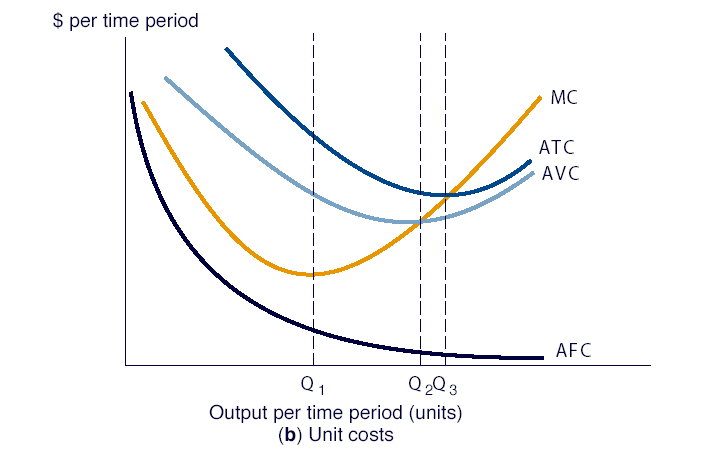 $ per time period
MC
ATC
AVC
AFC
Q1 Q2Q3
Output per time period (units)
(b) Unit costs